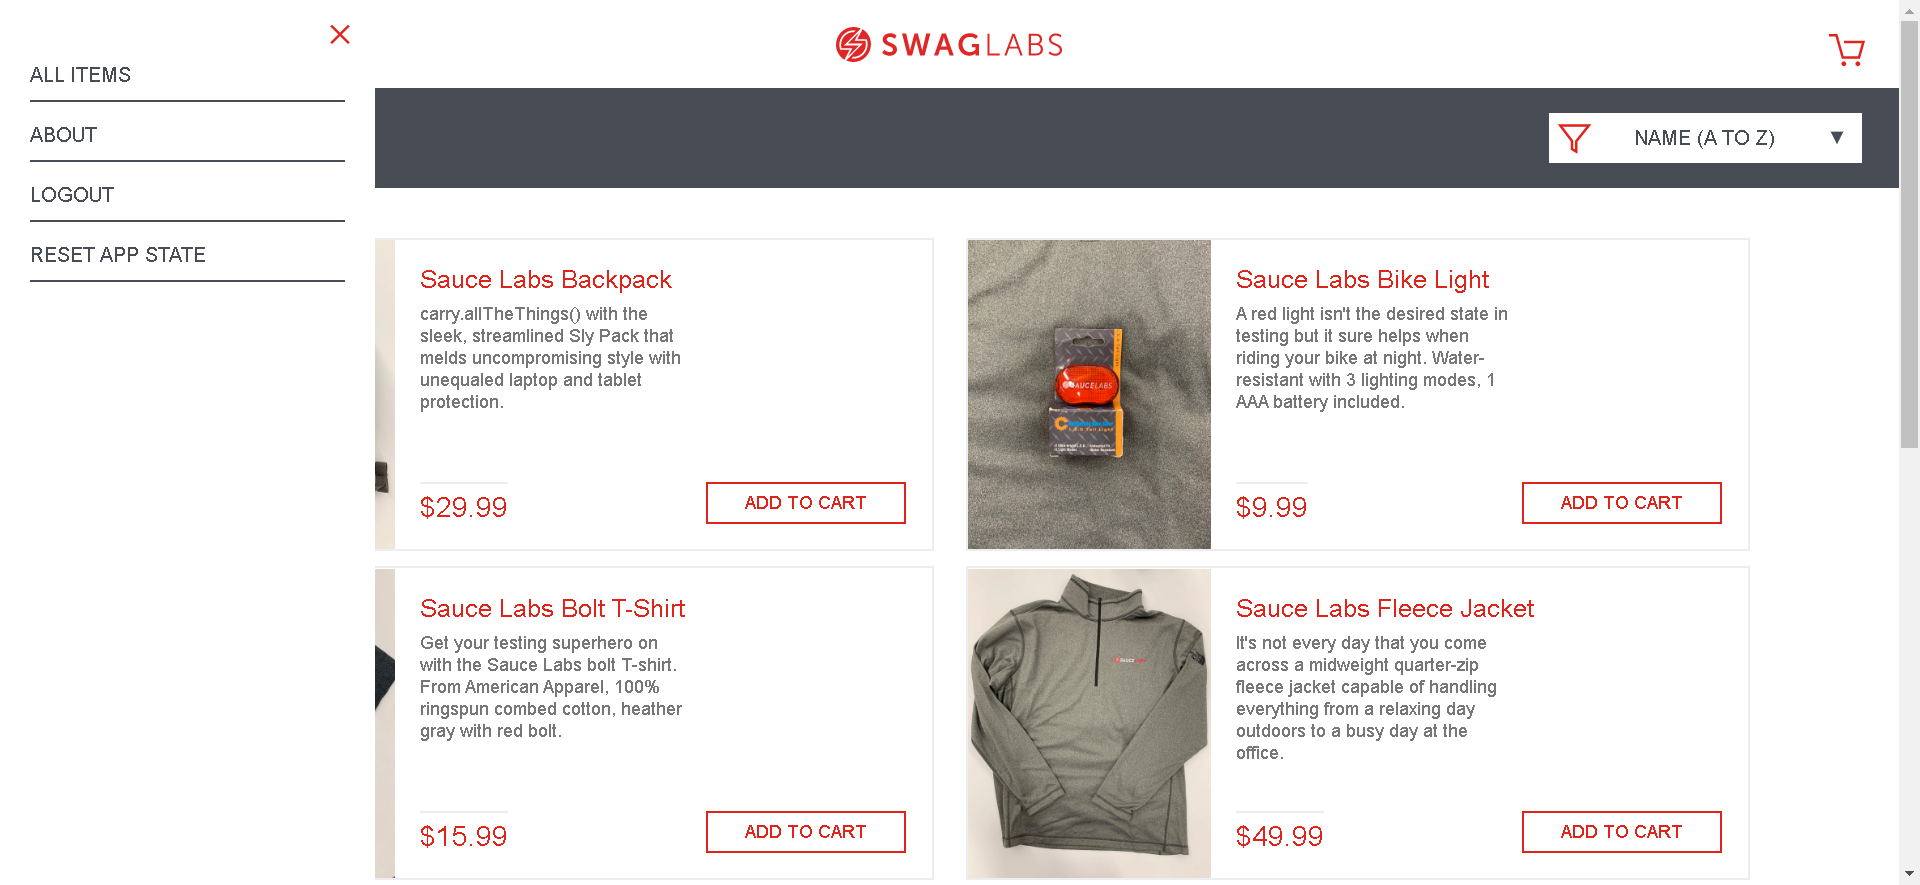 ALL ITEMS
ABOUT
LOGOUT
RESET APP STATE
SWAGLABS
NAME (A TO Z)
Sauce Labs Backpack
carry.allTheThings() with the
sleek, streamlined Sly Pack that
melds uncompromising style with
unequaled laptop and tablet
protection.
$29.99
ADD TO CART
SAUCELABS
Sauce Labs Bike Light
A red light isn't the desired state in
testing but it sure helps when
riding your bike at night. Water-
resistant with 3 lighting modes, 1
AAA battery included.
$9.99
ADD TO CART
Sauce Labs Bolt T-Shirt
Get your testing superhero on
with the Sauce Labs bolt T-shirt.
From American Apparel, 100%
ringspun combed cotton, heather
gray with red bolt.
$15.99
ADD TO CART
SAUCELABS
Sauce Labs Fleece Jacket
It's not every day that you come
across a midweight quarter-zip
fleece jacket capable of handling
everything from a relaxing day
outdoors to a busy day at the
office.
$49.99
ADD TO CART